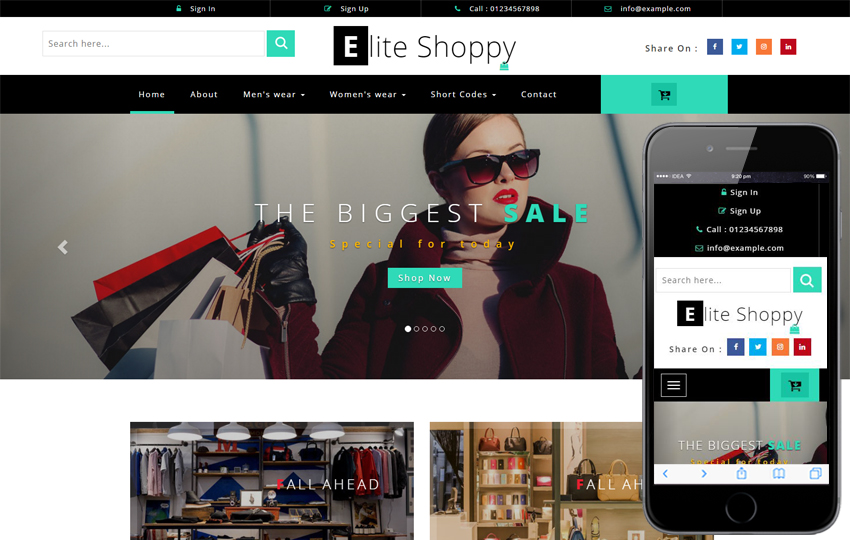 Sign In Sign Up Call : 01234567898 info@example.com
Search here... Elite Shoppy Share On :
Home About Men's wear Women's wear Short Codes Contact
THE BIGGEST SALE
Special for today
Shop Now
FALL AHEAD FALL AH
IDEA 9:20 pm 90%
Sign In
Sign Up
Call : 01234567898
info@example.com
Search here...
Elite Shoppy
Share On :
THE BIGGEST SALE
Special for today